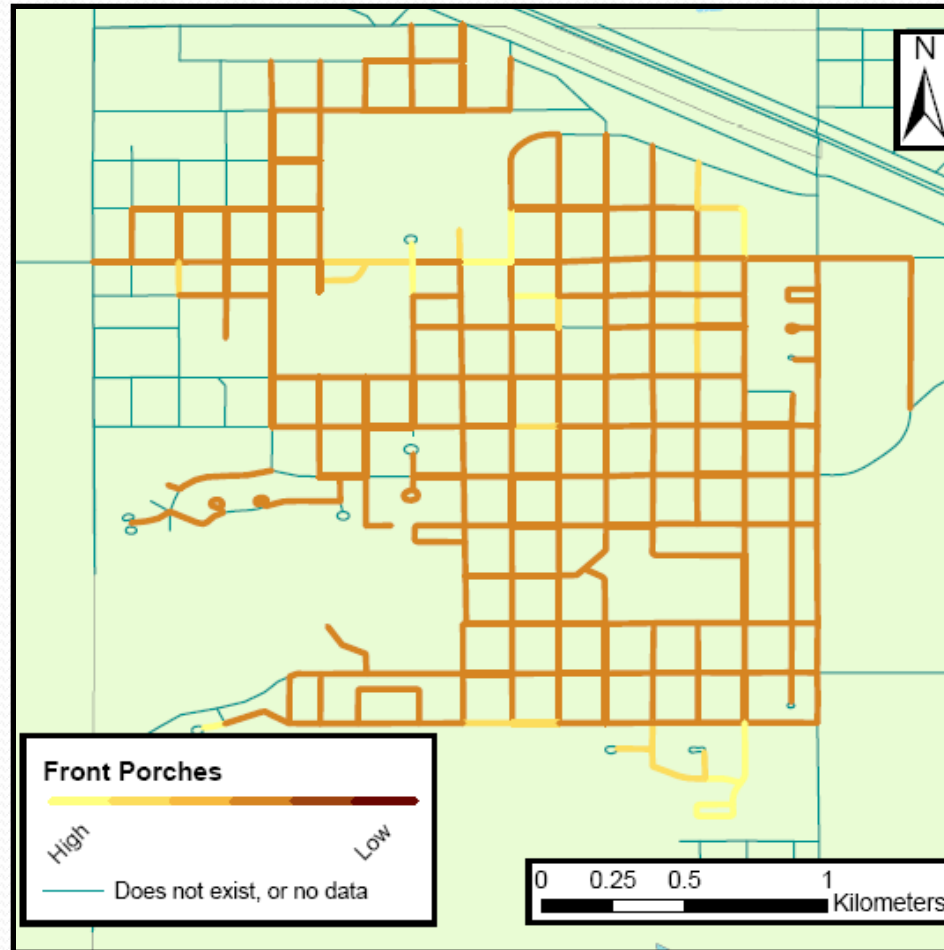 N
Front Porches
High
Low
Does not exist, or no data
0 0.25 0.5 1
Kilometers